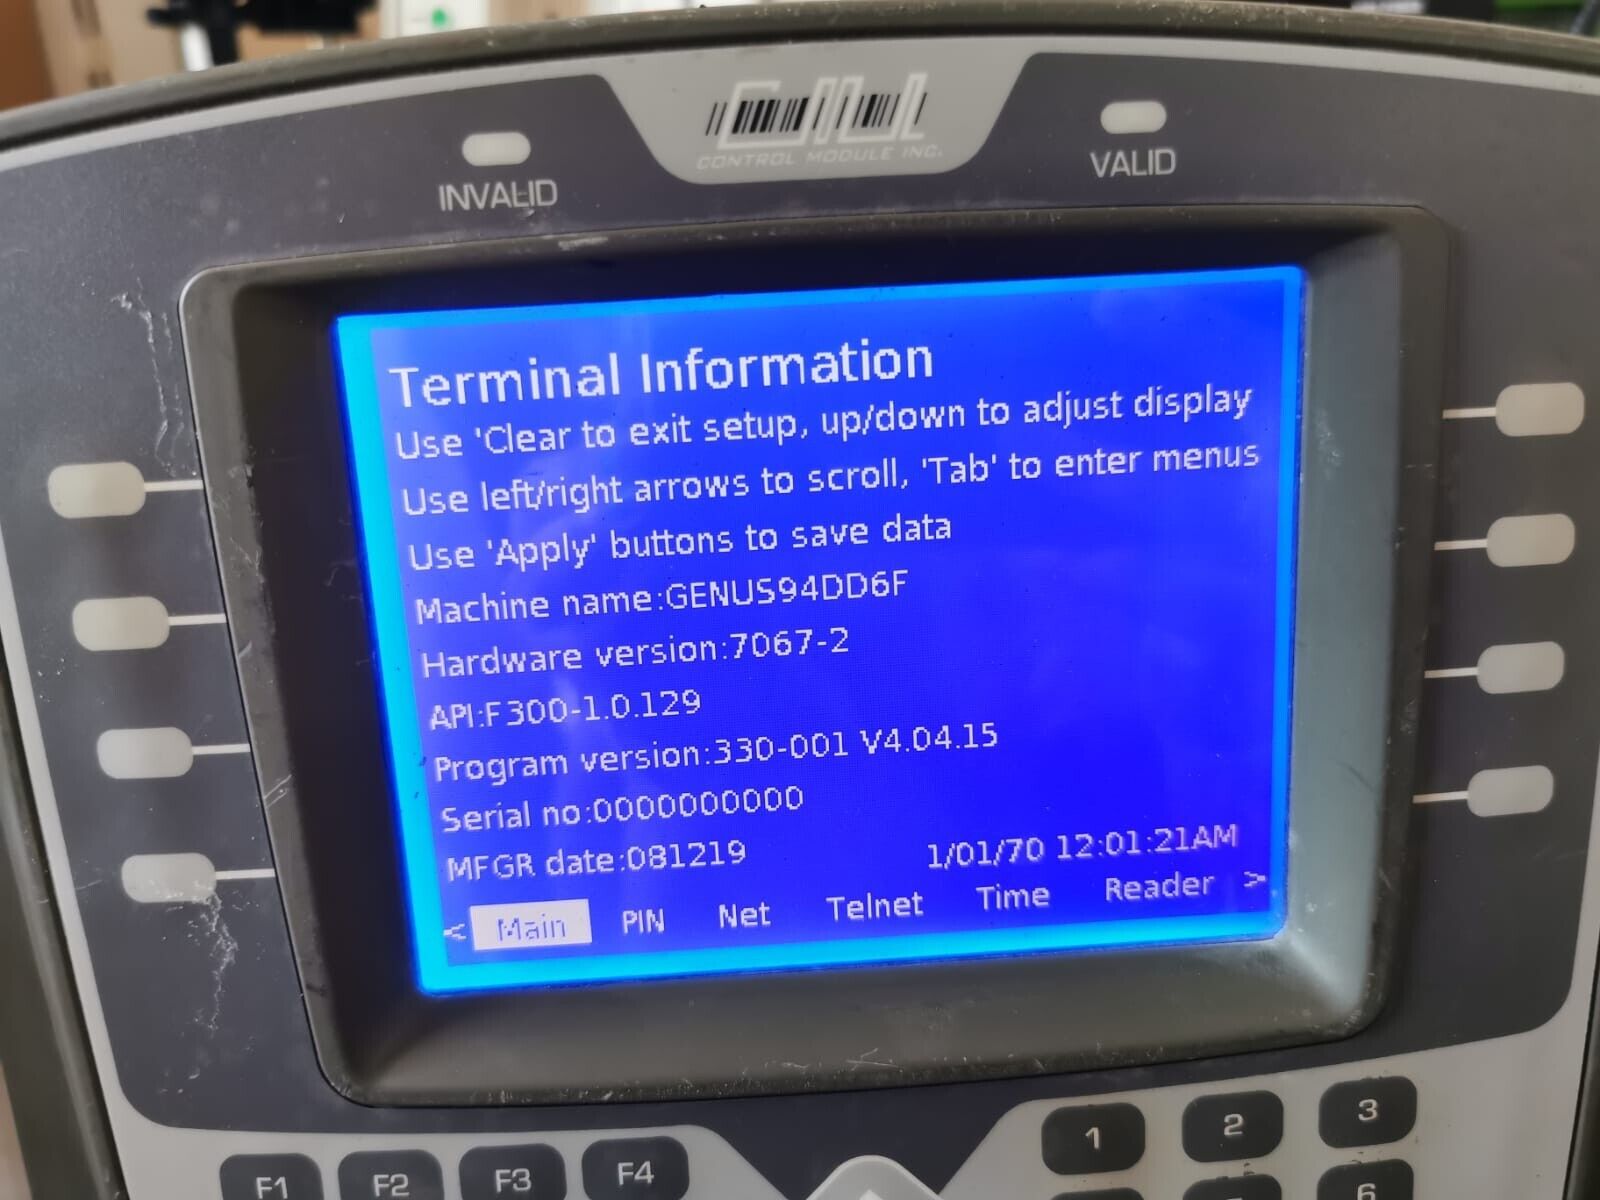 CMI
CONTROL MODULE INC.
INVALID
VALID
Terminal Information
Use 'Clear to exit setup, up/down to adjust display
Use left/right arrows to scroll, 'Tab' to enter menus
Use 'Apply' buttons to save data
Machine name:GENUS94DD6F
Hardware version:7067-2
API:F300-1.0.129
Program version:330-001 V4.04.15
Serial no:0000000000
MFGR date:081219 1/01/70 12:01:21AM
< Main PIN Net Telnet Time Reader >
F1 F2 F3 F4
1 2 3
6